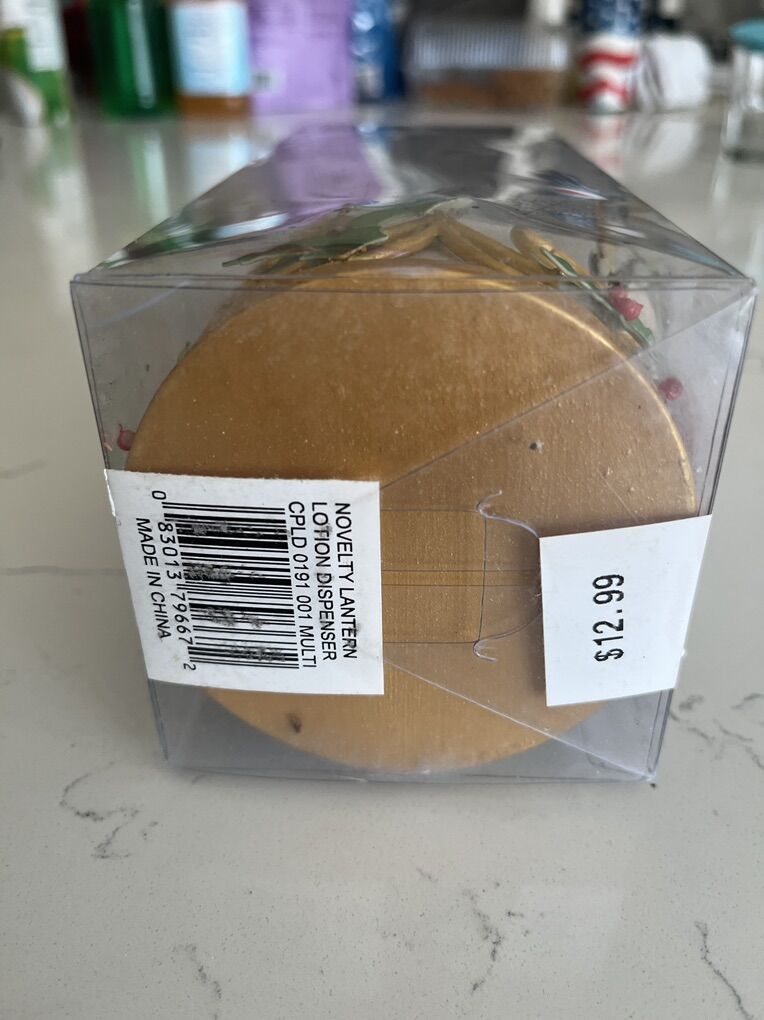 NOVELTY LANTERN
LOTION DISPENSER
CPLD 0191 001 MULTI
0 83013 79667 2
MADE IN CHINA
$12.99